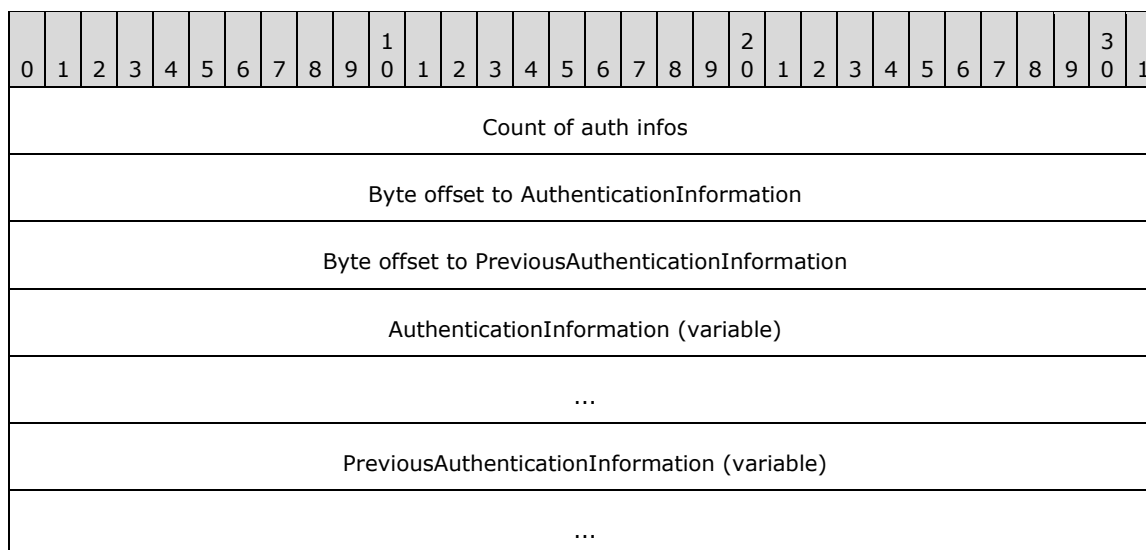 1 2 3
0 1 2 3 4 5 6 7 8 9 0 1 2 3 4 5 6 7 8 9 0 1 2 3 4 5 6 7 8 9 0 1
Count of auth infos
Byte offset to AuthenticationInformation
Byte offset to PreviousAuthenticationInformation
AuthenticationInformation (variable)
...
PreviousAuthenticationInformation (variable)
...